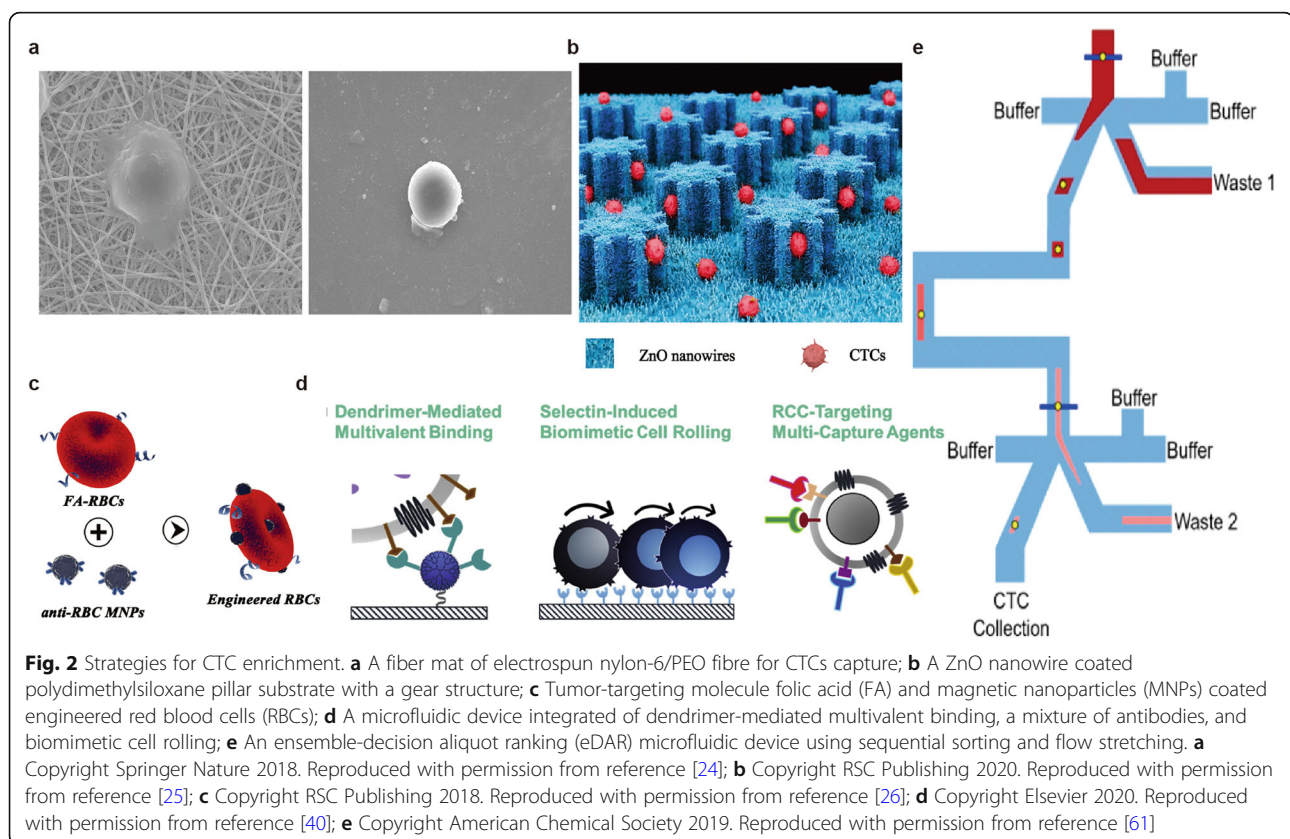 a
b
e
Buffer
Buffer
Buffer
Waste 1
ZnO nanowires
CTCs
c
FA-RBCs
anti-RBC MNPs
Engineered RBCs
d
Dendrimer-Mediated
Multivalent Binding
Selectin-Induced
Biomimetic Cell Rolling
RCC-Targeting
Multi-Capture Agents
Buffer
Buffer
Buffer
Waste 2
CTC
Collection
Fig. 2 Strategies for CTC enrichment. a A fiber mat of electrospun nylon-6/PEO fibre for CTCs capture; b A ZnO nanowire coated
polydimethylsiloxane pillar substrate with a gear structure; c Tumor-targeting molecule folic acid (FA) and magnetic nanoparticles (MNPs) coated
engineered red blood cells (RBCs); d A microfluidic device integrated of dendrimer-mediated multivalent binding, a mixture of antibodies, and
biomimetic cell rolling; e An ensemble-decision aliquot ranking (eDAR) microfluidic device using sequential sorting and flow stretching. a
Copyright Springer Nature 2018. Reproduced with permission from reference [24]; b Copyright RSC Publishing 2020. Reproduced with permission
from reference [25]; c Copyright RSC Publishing 2018. Reproduced with permission from reference [26]; d Copyright Elsevier 2020. Reproduced
with permission from reference [40]; e Copyright American Chemical Society 2019. Reproduced with permission from reference [61]